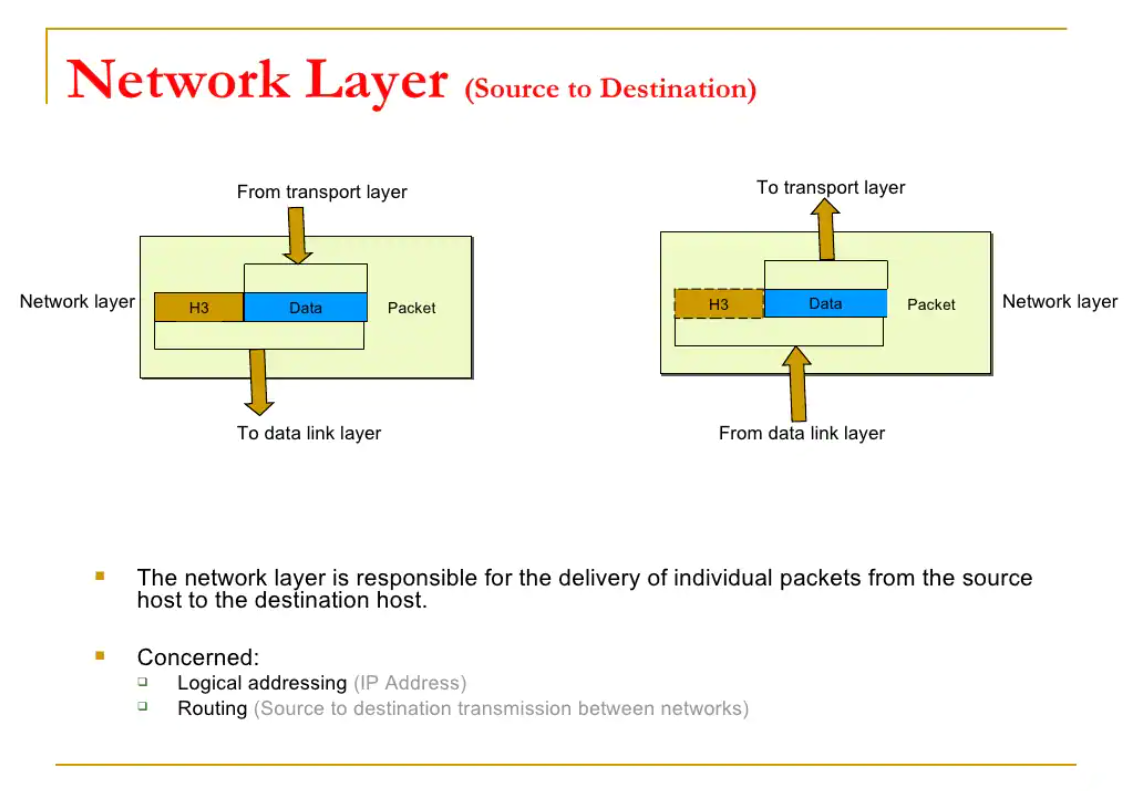 Network Layer (Source to Destination)
From transport layer
To transport layer
Network layer
H3
Data
Packet
H3
Data
Packet
Network layer
To data link layer
From data link layer
The network layer is responsible for the delivery of individual packets from the source
host to the destination host.
Concerned:
Logical addressing (IP Address)
Routing (Source to destination transmission between networks)